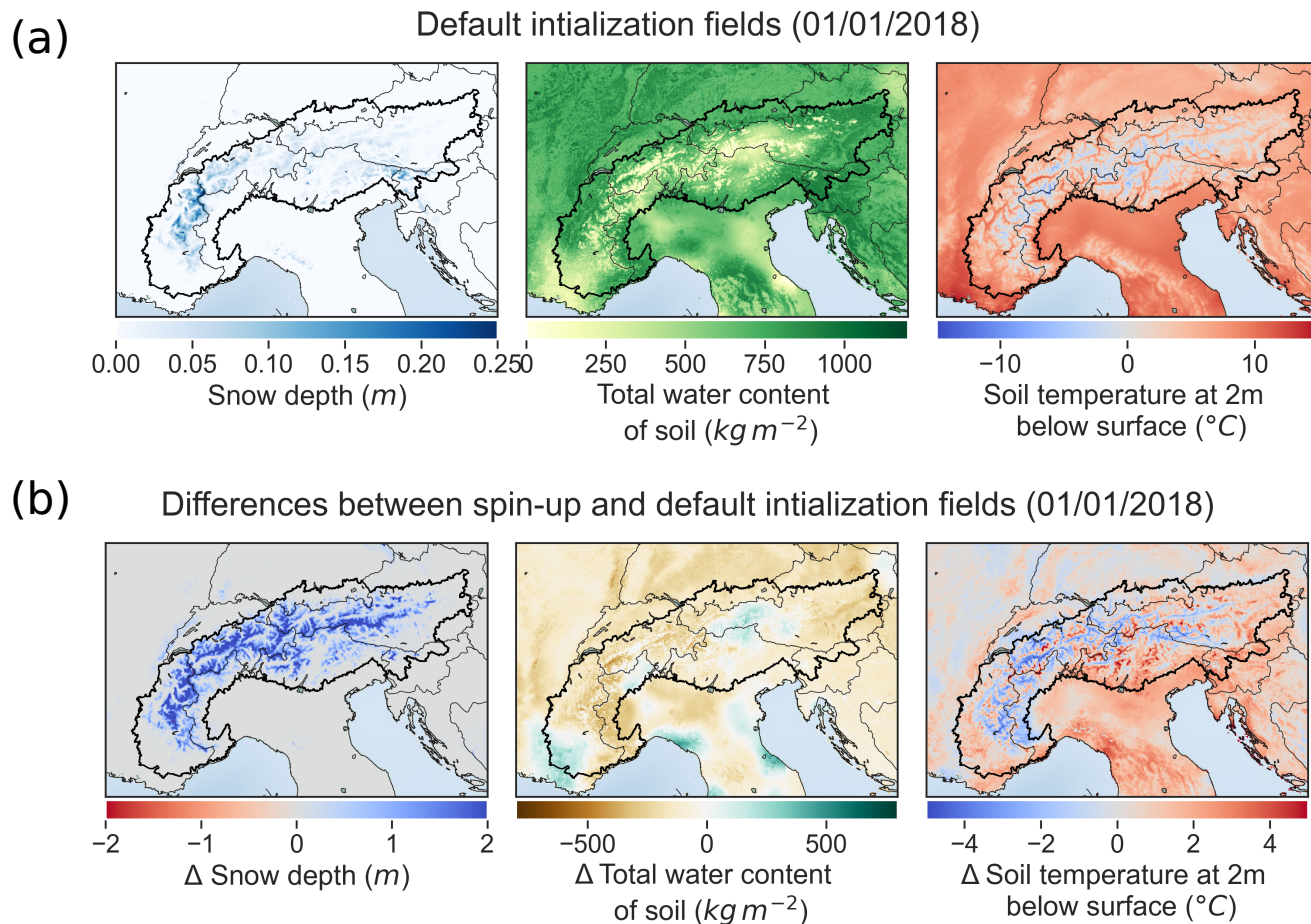 (a)
Default intialization fields (01/01/2018)
0.00 0.05 0.10 0.15 0.20 0.25
Snow depth (m)
0 250 500 750 1000
Total water content
of soil (kg m⁻²)
−10 0 10
Soil temperature at 2m
below surface (°C)
(b)
Differences between spin-up and default intialization fields (01/01/2018)
−2 −1 0 1 2
Δ Snow depth (m)
−500 0 500
Δ Total water content
of soil (kg m⁻²)
−4 −2 0 2 4
Δ Soil temperature at 2m
below surface (°C)